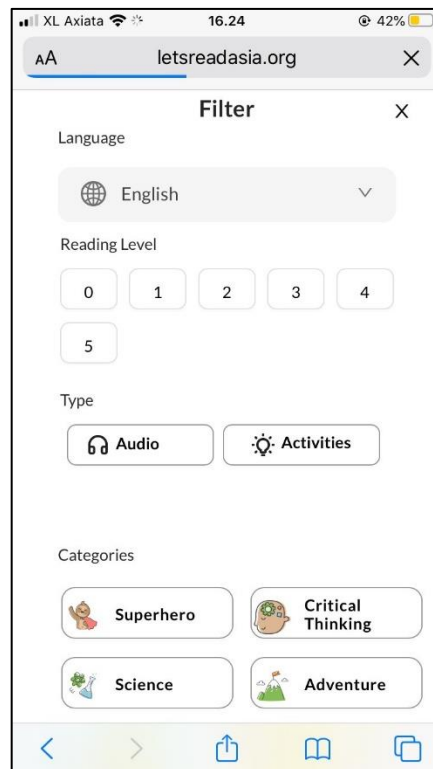 XL Axiata 16.24 42%
AA letsreadasia.org
Filter
Language
English
Reading Level
0 1 2 3 4
5
Type
Audio Activities
Categories
Superhero Critical Thinking
Science Adventure